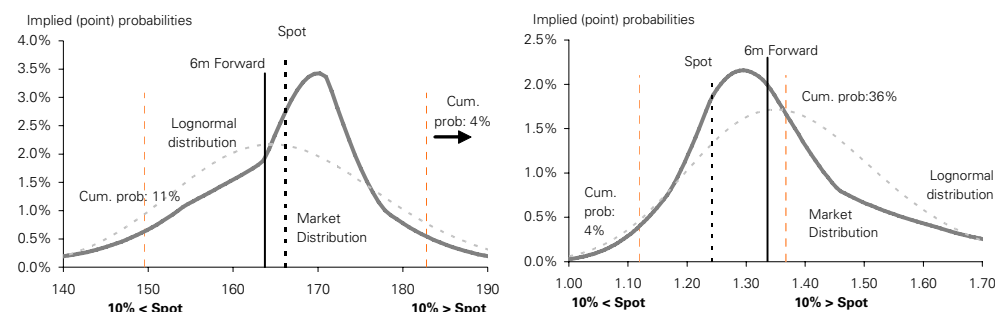 Implied (point) probabilities
4.0%
3.5%
3.0%
2.5%
2.0%
1.5%
1.0%
0.5%
0.0%
Spot
6m Forward
Lognormal
distribution
Cum.
prob: 4%
Cum. prob: 11%
Market
Distribution
140
150
160
170
180
190
10% < Spot
10% > Spot
Implied (point) probabilities
2.5%
2.0%
1.5%
1.0%
0.5%
0.0%
6m Forward
Spot
Cum. prob:36%
Lognormal
distribution
Cum.
prob:
4%
Market
Distribution
1.00
1.10
1.20
1.30
1.40
1.50
1.60
1.70
10% < Spot
10% > Spot